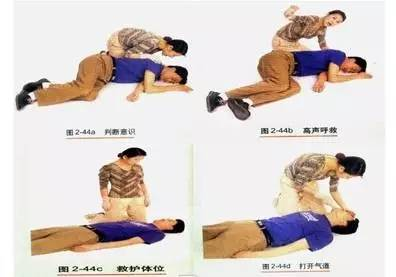 图 2-44a 判断意识
图 2-44b 高声呼救
图 2-44c 救护体位
图 2-44d 打开气道